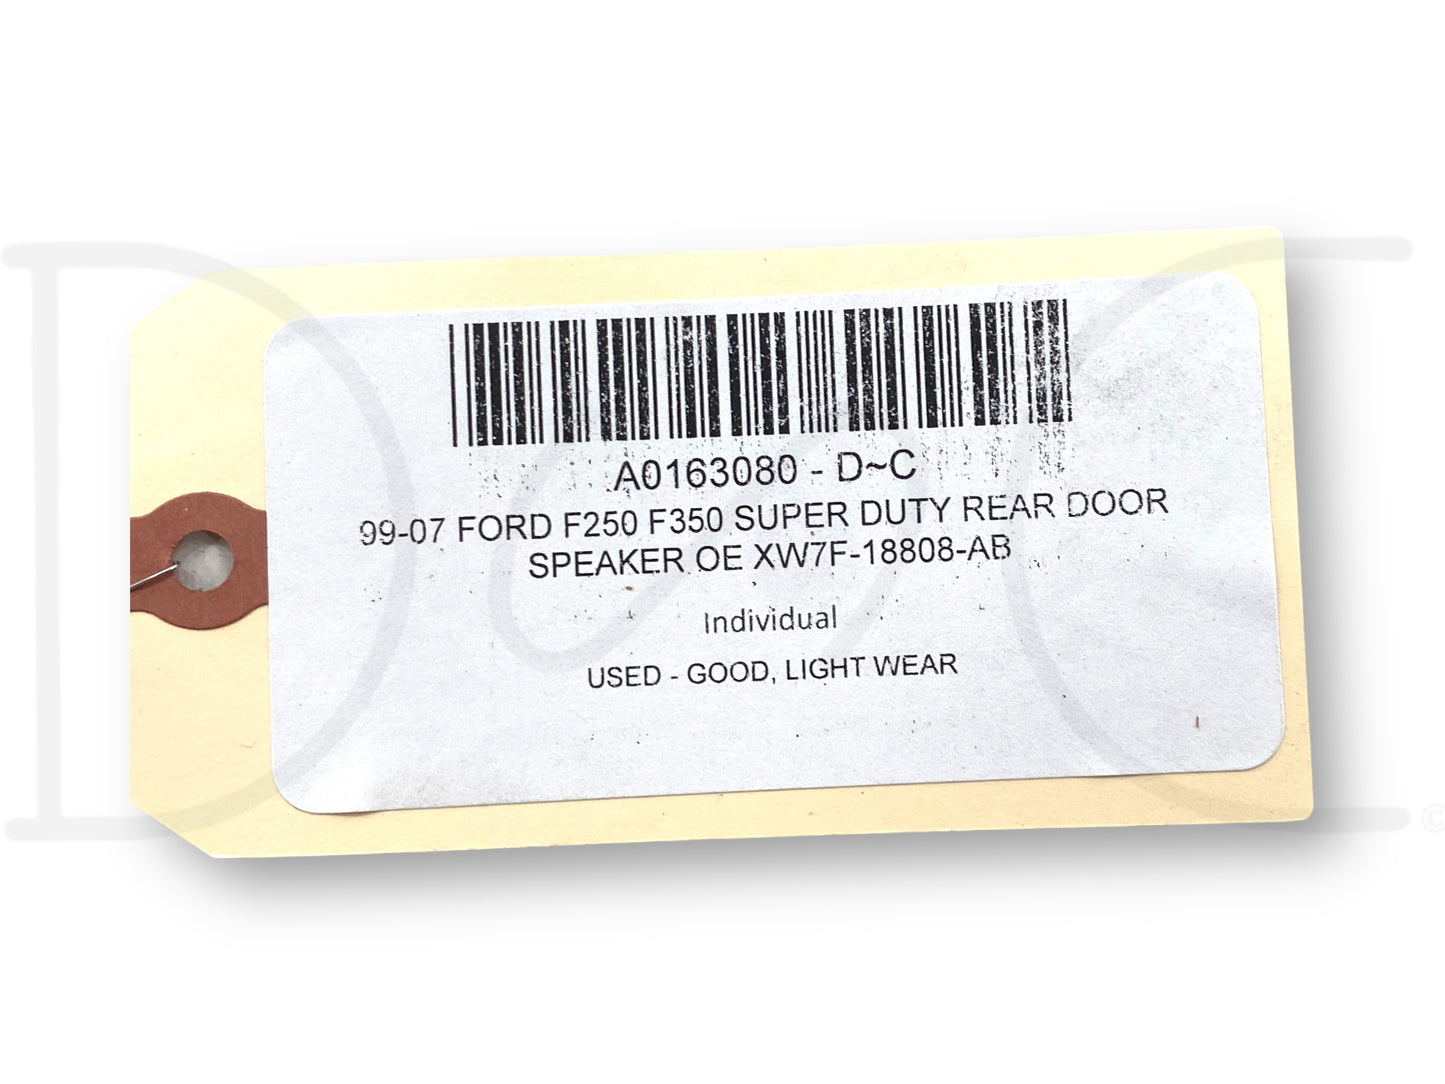 A0163080 - D~C
99-07 FORD F250 F350 SUPER DUTY REAR DOOR
SPEAKER OE XW7F-18808-AB
Individual
USED - GOOD, LIGHT WEAR
D C
©